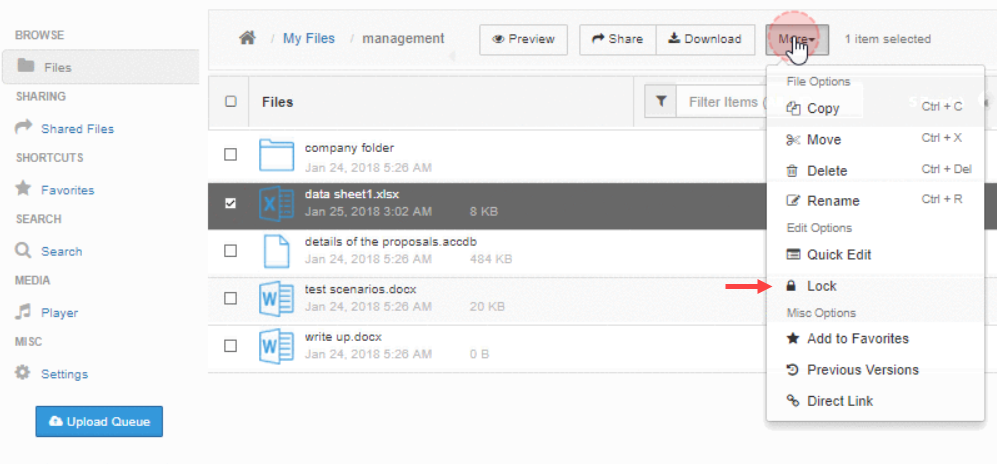 BROWSE
Files
SHARING
Shared Files
SHORTCUTS
Favorites
SEARCH
Search
MEDIA
Player
MISC
Settings
Upload Queue
/ My Files / management
Preview
Share
Download
More
1 item selected
Files
Filter Items (
company folder
Jan 24, 2018 5:26 AM
data sheet1.xlsx
Jan 25, 2018 3:02 AM 8 KB
details of the proposals.accdb
Jan 24, 2018 5:26 AM 484 KB
test scenarios.docx
Jan 24, 2018 5:26 AM 20 KB
write up.docx
Jan 24, 2018 5:26 AM 0 B
File Options
Copy Ctrl + C
Move Ctrl + X
Delete Ctrl + Del
Rename Ctrl + R
Edit Options
Quick Edit
Lock
Misc Options
Add to Favorites
Previous Versions
Direct Link